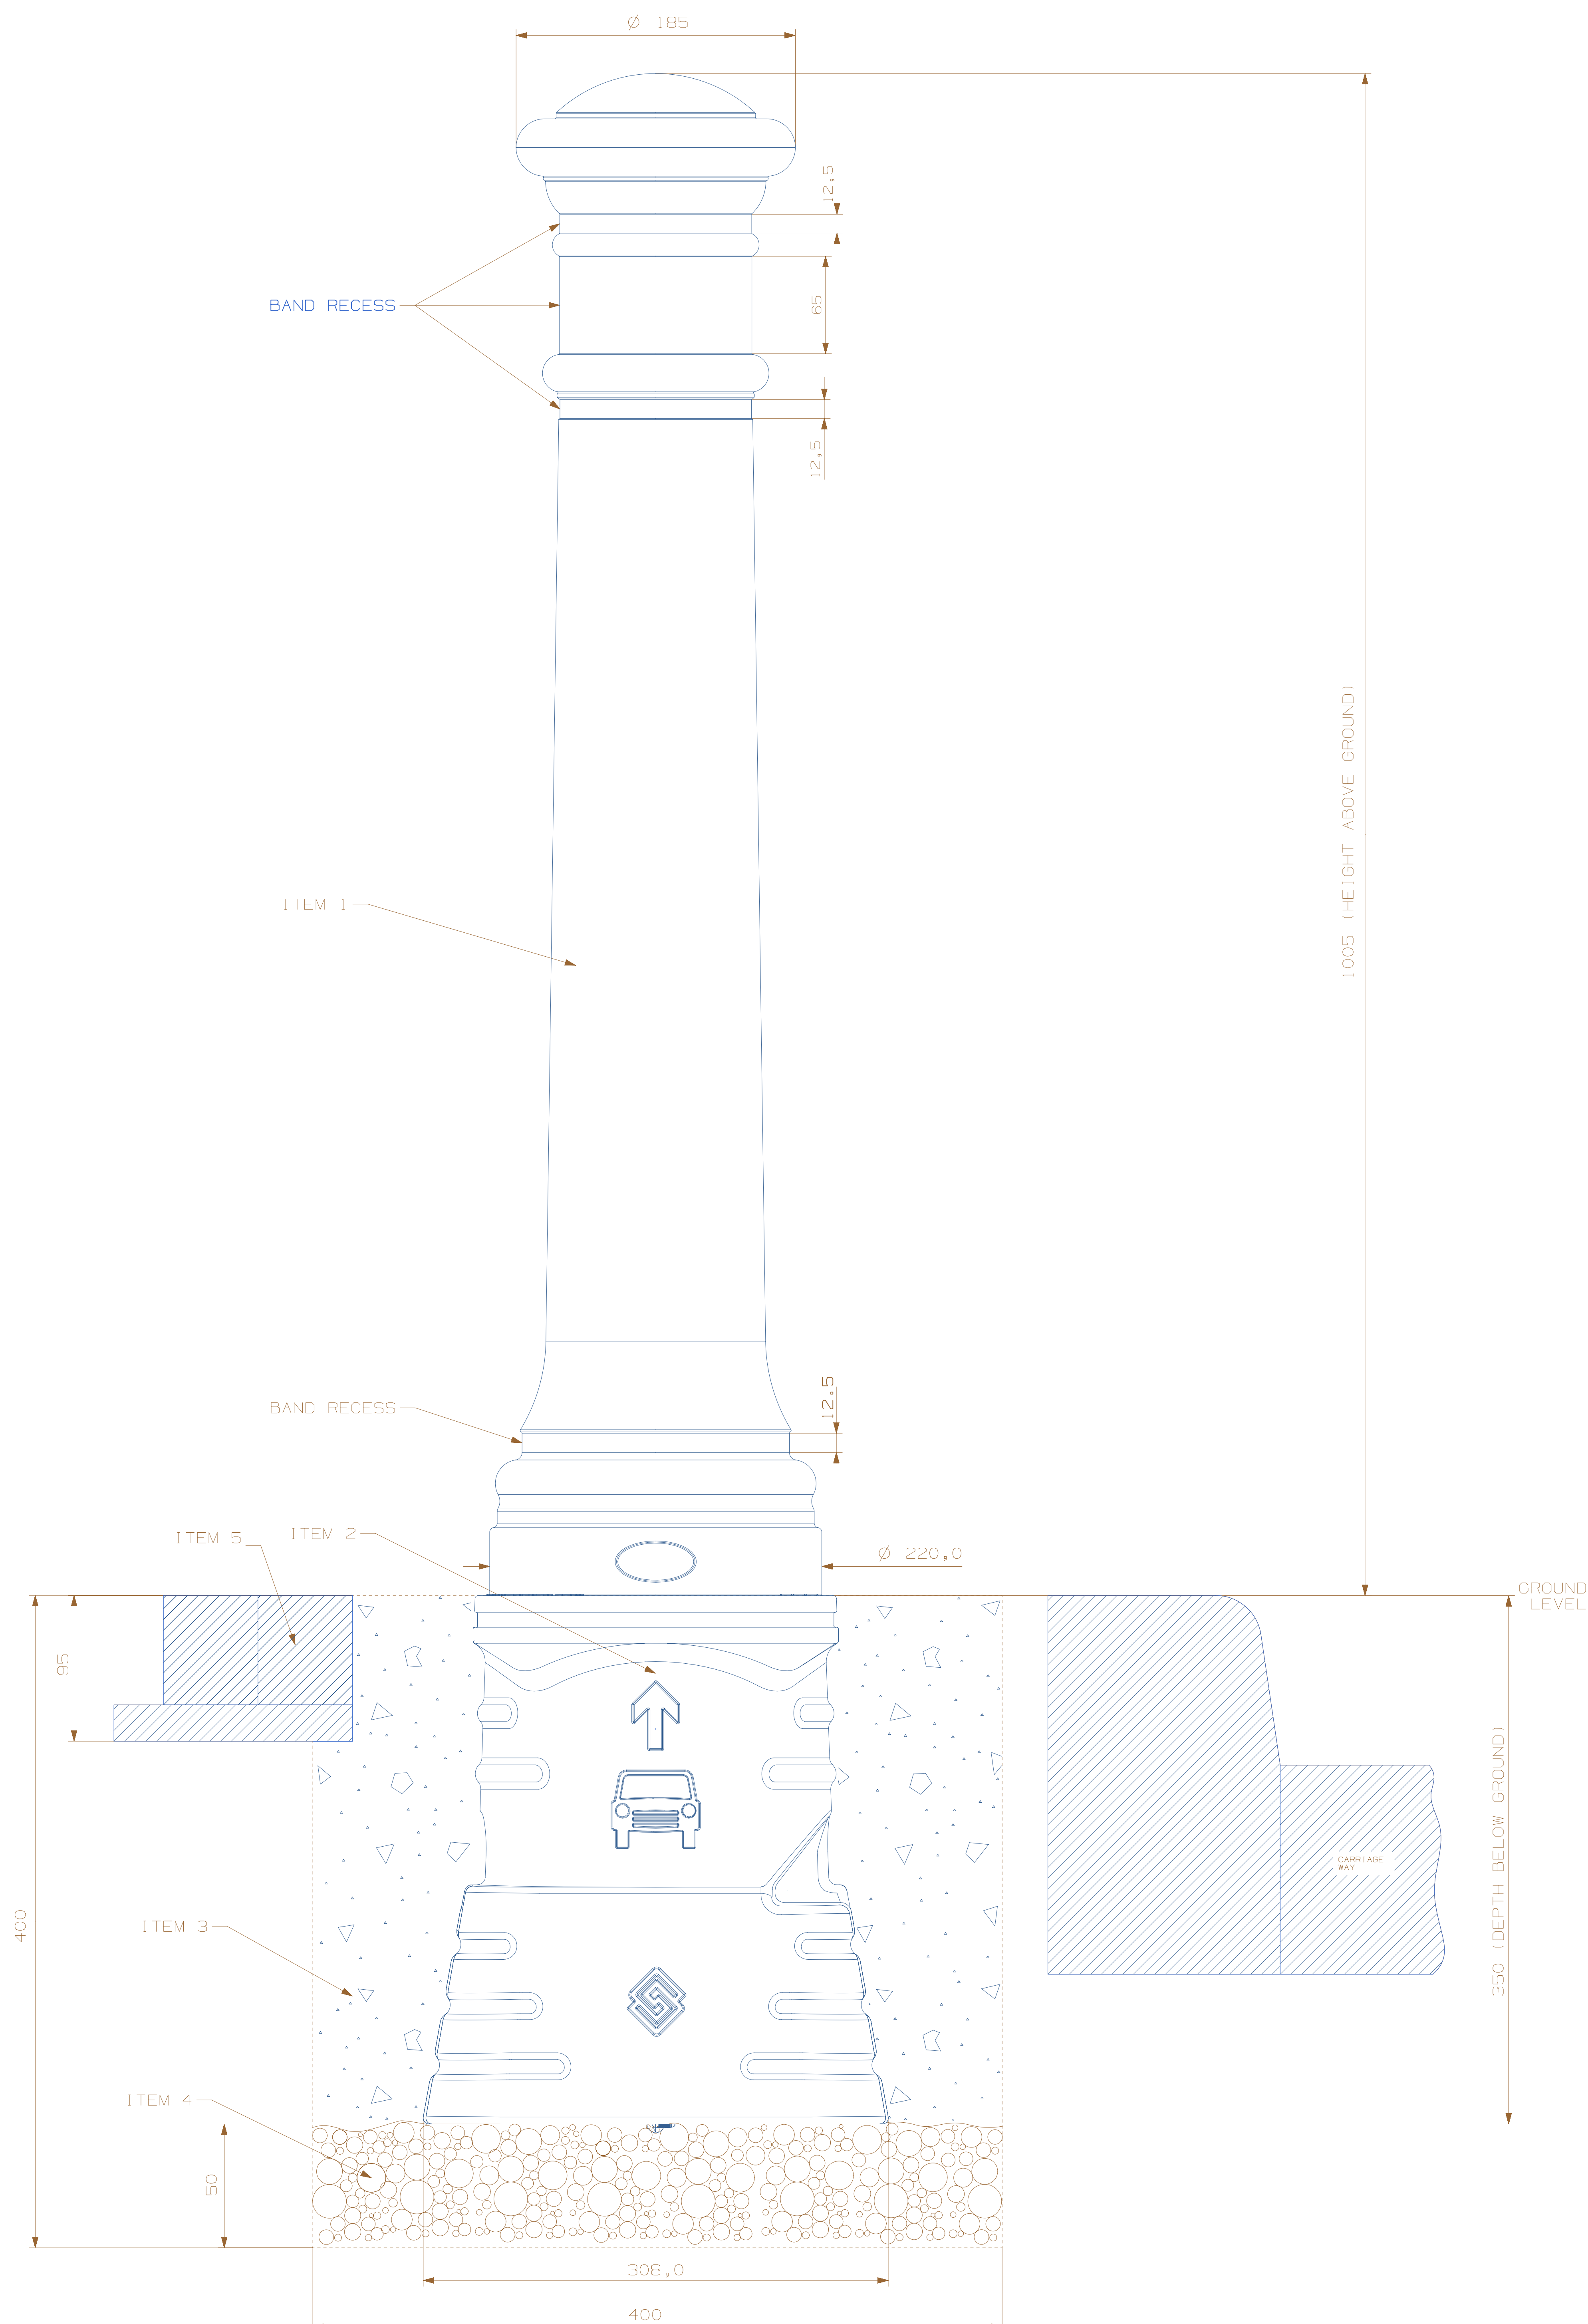 Ø 185
12,5
BAND RECESS
65
12,5
1005 (HEIGHT ABOVE GROUND)
ITEM 1
12,5
BAND RECESS
ITEM 2
ITEM 5
Ø 220,0
GROUND
LEVEL
95
350 (DEPTH BELOW GROUND)
CARRIAGE
WAY
400
ITEM 3
ITEM 4
50
308,0
400